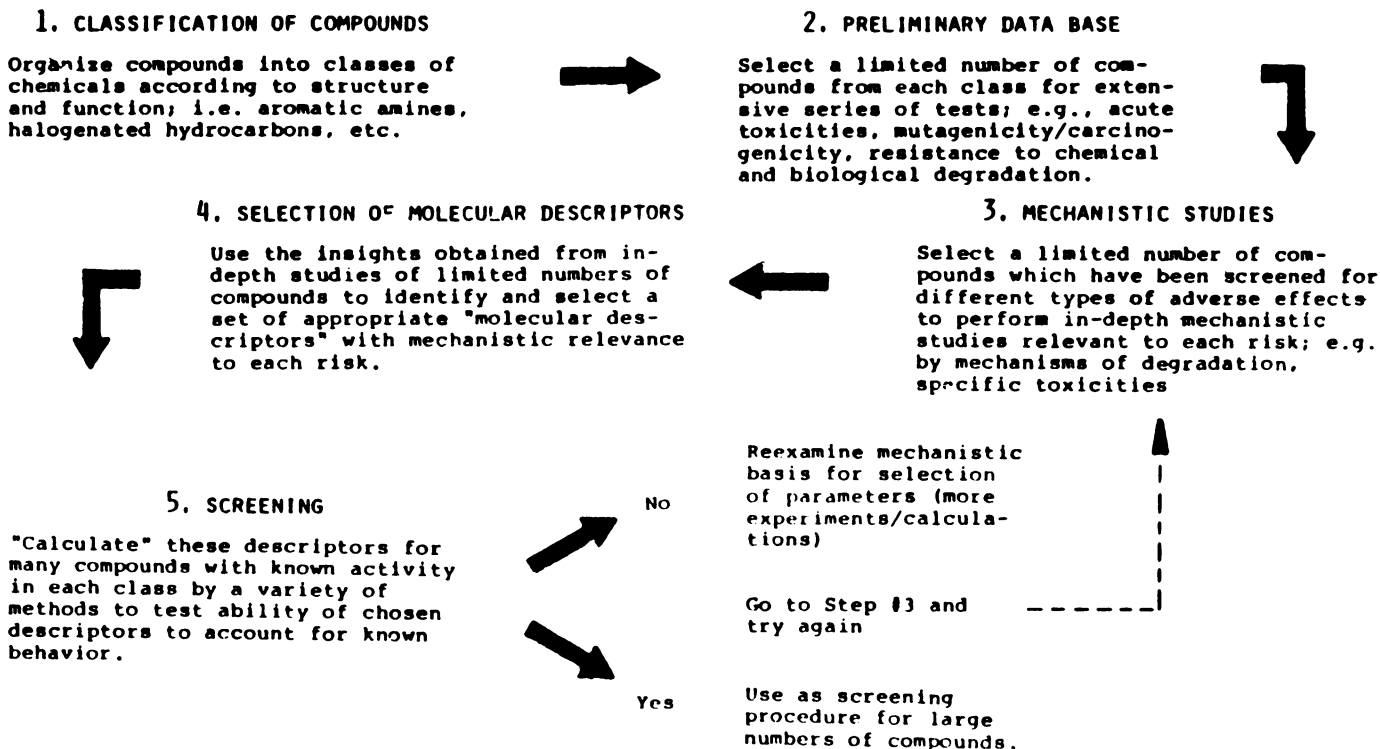 1. CLASSIFICATION OF COMPOUNDS
Organize compounds into classes of
chemicals according to structure
and function; i.e. aromatic amines,
halogenated hydrocarbons, etc.
2. PRELIMINARY DATA BASE
Select a limited number of com-
pounds from each class for exten-
sive series of tests; e.g., acute
toxicities, mutagenicity/carcino-
genicity, resistance to chemical
and biological degradation.
3. MECHANISTIC STUDIES
Select a limited number of com-
pounds which have been screened for
different types of adverse effects
to perform in-depth mechanistic
studies relevant to each risk; e.g.
by mechanisms of degradation,
specific toxicities
4. SELECTION OF MOLECULAR DESCRIPTORS
Use the insights obtained from in-
depth studies of limited numbers of
compounds to identify and select a
set of appropriate "molecular des-
criptors" with mechanistic relevance
to each risk.
5. SCREENING
"Calculate" these descriptors for
many compounds with known activity
in each class by a variety of
methods to test ability of chosen
descriptors to account for known
behavior.
No
Reexamine mechanistic
basis for selection
of parameters (more
experiments/calcula-
tions)
Go to Step #3 and
try again
Yes
Use as screening
procedure for large
numbers of compounds.